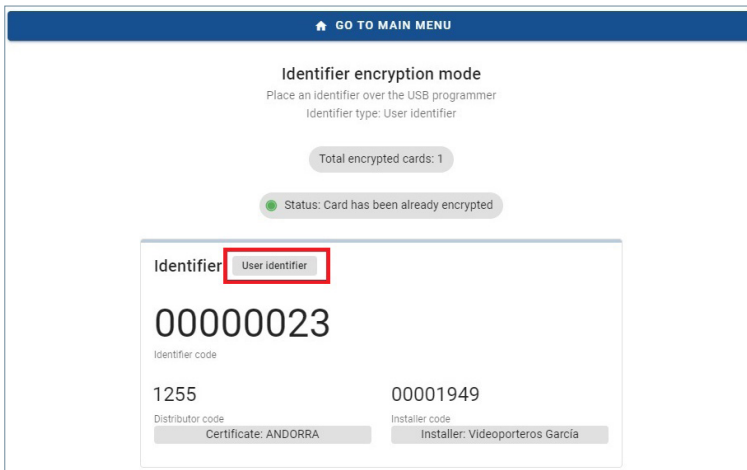 GO TO MAIN MENU
Identifier encryption mode
Place an identifier over the USB programmer
Identifier type: User identifier
Total encrypted cards: 1
Status: Card has been already encrypted
Identifier User identifier
00000023
Identifier code
1255 00001949
Distributor code Installer code
Certificate: ANDORRA Installer: Videoporteros García